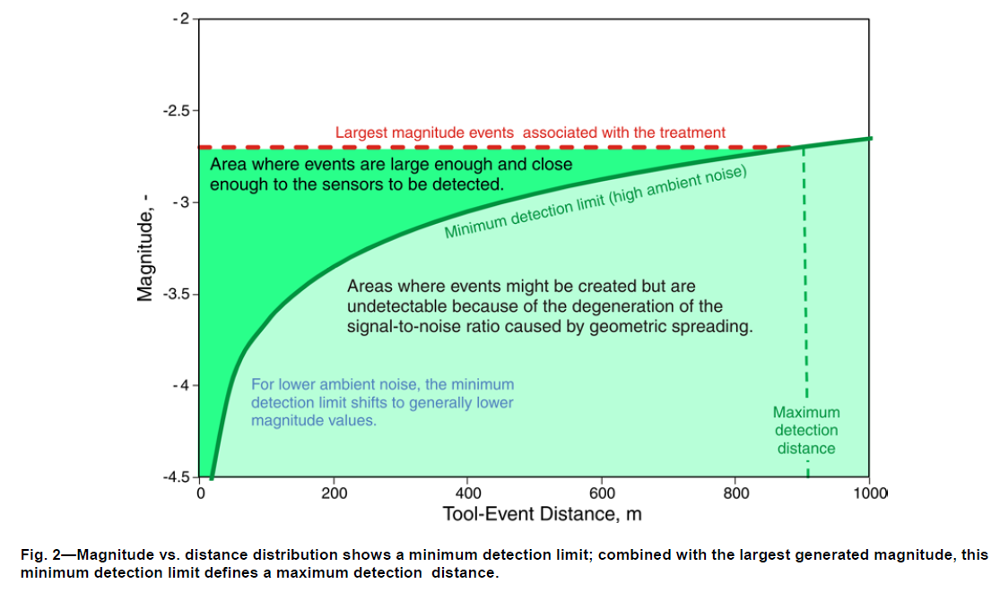 -2
-2.5
-3
-3.5
-4
-4.5
Magnitude, -
Largest magnitude events associated with the treatment
Area where events are large enough and close
enough to the sensors to be detected.
Minimum detection limit (high ambient noise)
Areas where events might be created but are
undetectable because of the degeneration of the
signal-to-noise ratio caused by geometric spreading.
For lower ambient noise, the minimum
detection limit shifts to generally lower
magnitude values.
Maximum
detection
distance
0 200 400 600 800 1000
Tool-Event Distance, m
Fig. 2—Magnitude vs. distance distribution shows a minimum detection limit; combined with the largest generated magnitude, this
minimum detection limit defines a maximum detection distance.